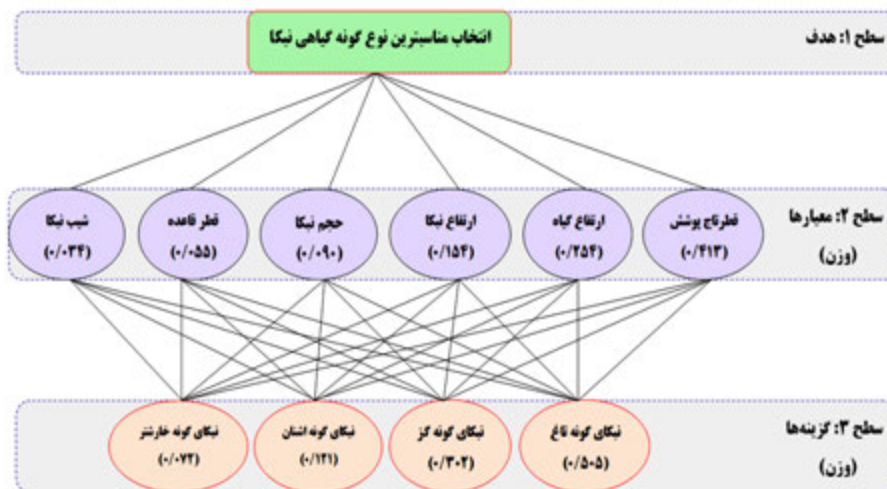 سطح ۱: هدف
انتخاب مناسبترین نوع گونه گیاهی نبکا
سطح ۲: معیارها
(وزن)
قطرتاج پوشش
(۰/۴۱۳)
ارتفاع گیاه
(۰/۲۵۴)
ارتفاع نبکا
(۰/۱۵۴)
حجم نبکا
(۰/۰۹۰)
قطر قاعده
(۰/۰۵۵)
شیب نبکا
(۰/۰۳۴)
سطح ۳: گزینه‌ها
(وزن)
نبکای گونه تاغ
(۰/۵۰۵)
نبکای گونه گز
(۰/۳۰۲)
نبکای گونه اشنان
(۰/۱۲۱)
نبکای گونه خارشتر
(۰/۰۷۲)